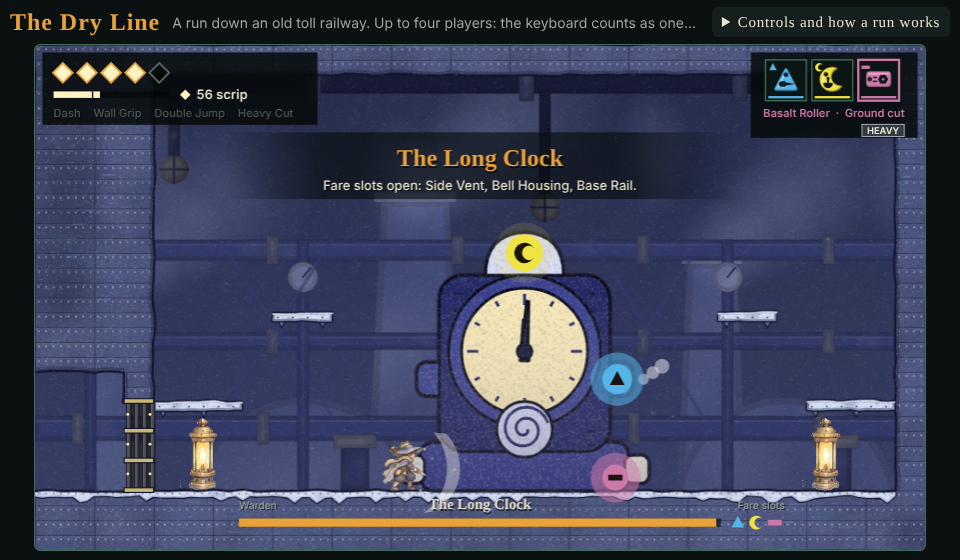 The Dry Line
A run down an old toll railway. Up to four players: the keyboard counts as one...
▶ Controls and how a run works
56 scrip
Dash Wall Grip Double Jump Heavy Cut
Basalt Roller · Ground cut
HEAVY
The Long Clock
Fare slots open: Side Vent, Bell Housing, Base Rail.
Warden
The Long Clock
Fare slots